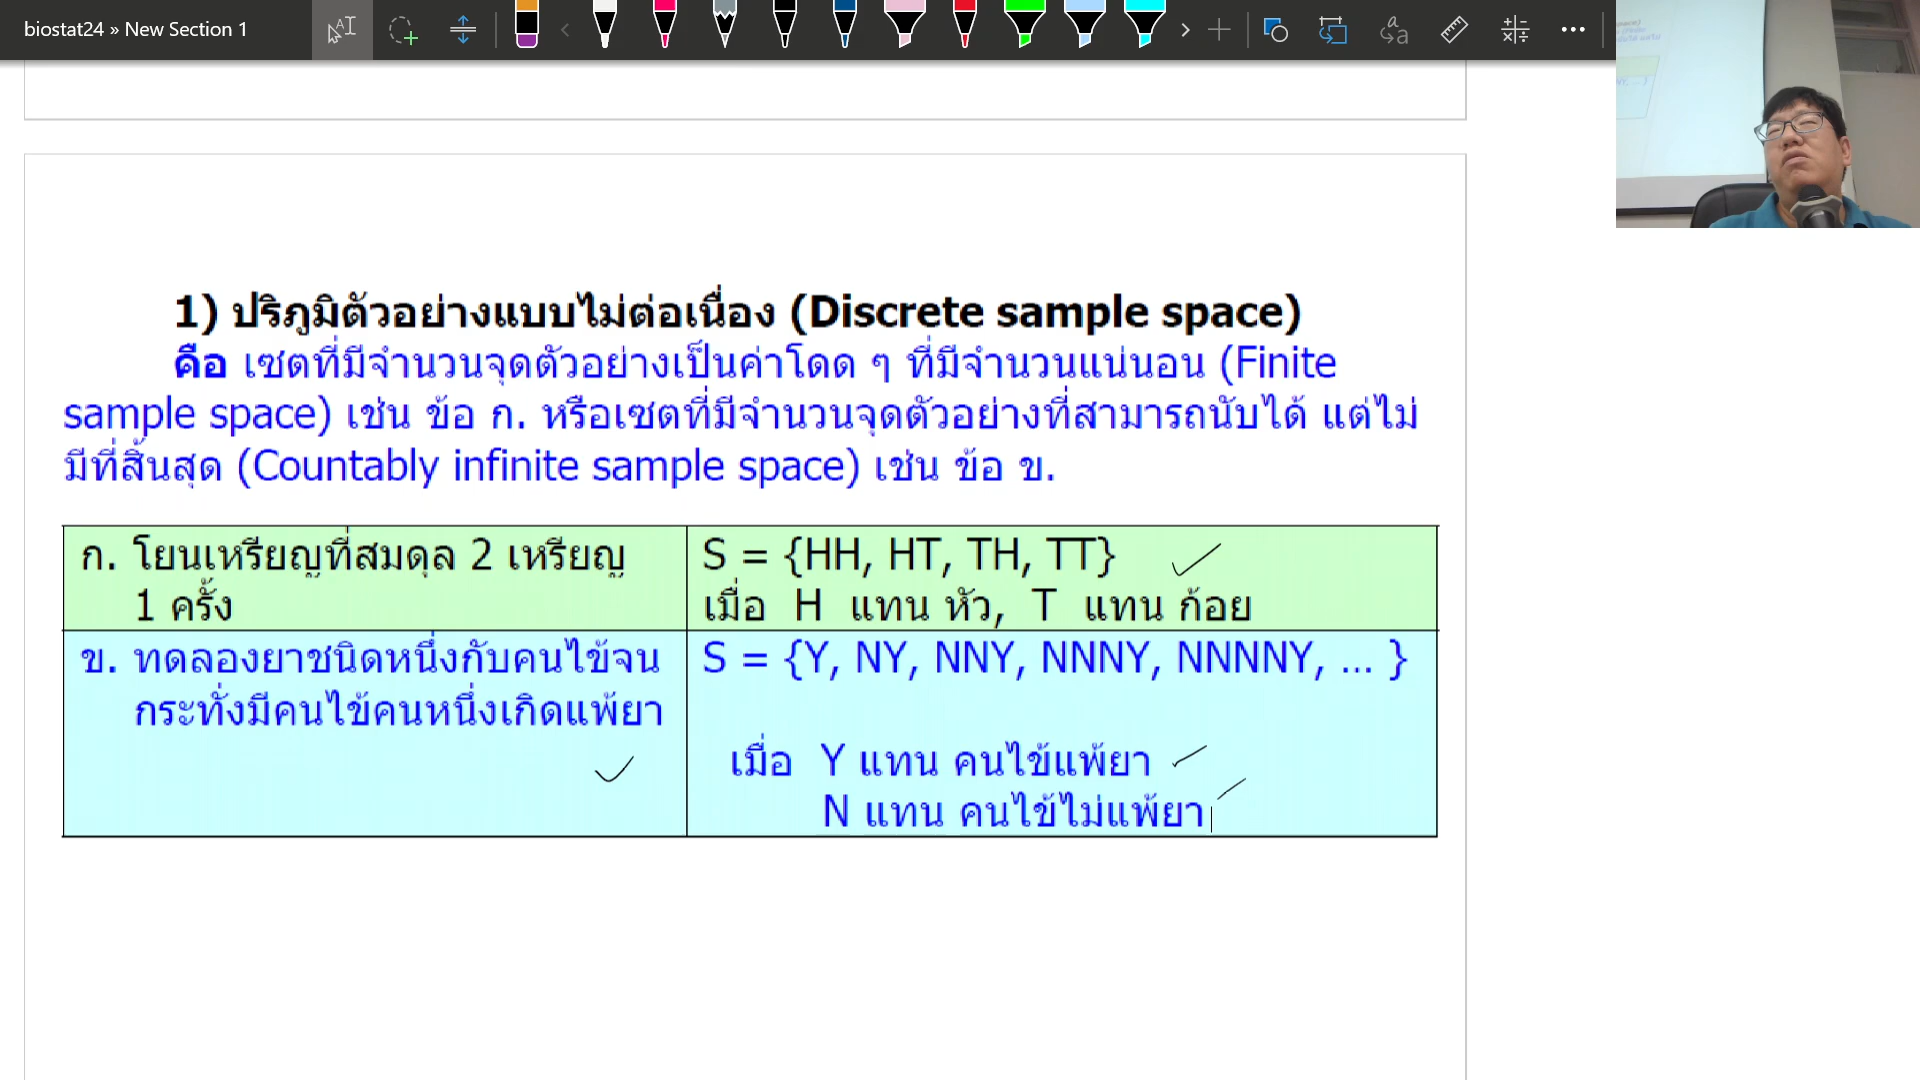 biostat24 » New Section 1
1) ปริภูมิตัวอย่างแบบไม่ต่อเนื่อง (Discrete sample space)
คือ เซตที่มีจำนวนจุดตัวอย่างเป็นค่าโดด ๆ ที่มีจำนวนแน่นอน (Finite
sample space) เช่น ข้อ ก. หรือเซตที่มีจำนวนจุดตัวอย่างที่สามารถนับได้ แต่ไม่
มีที่สิ้นสุด (Countably infinite sample space) เช่น ข้อ ข.
ก. โยนเหรียญที่สมดุล 2 เหรียญ
1 ครั้ง
S = {HH, HT, TH, TT}
เมื่อ H แทน หัว, T แทน ก้อย
ข. ทดลองยาชนิดหนึ่งกับคนไข้จน
กระทั่งมีคนไข้คนหนึ่งเกิดแพ้ยา
S = {Y, NY, NNY, NNNY, NNNNY, ... }
เมื่อ Y แทน คนไข้แพ้ยา
N แทน คนไข้ไม่แพ้ยา